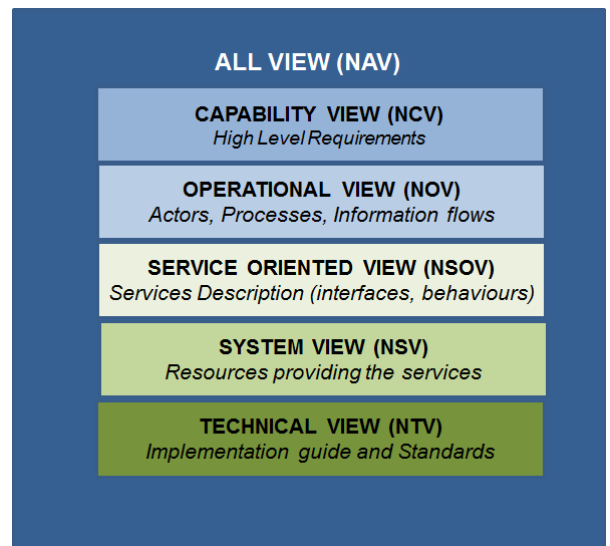 ALL VIEW (NAV)
CAPABILITY VIEW (NCV)
High Level Requirements
OPERATIONAL VIEW (NOV)
Actors, Processes, Information flows
SERVICE ORIENTED VIEW (NSOV)
Services Description (interfaces, behaviours)
SYSTEM VIEW (NSV)
Resources providing the services
TECHNICAL VIEW (NTV)
Implementation guide and Standards